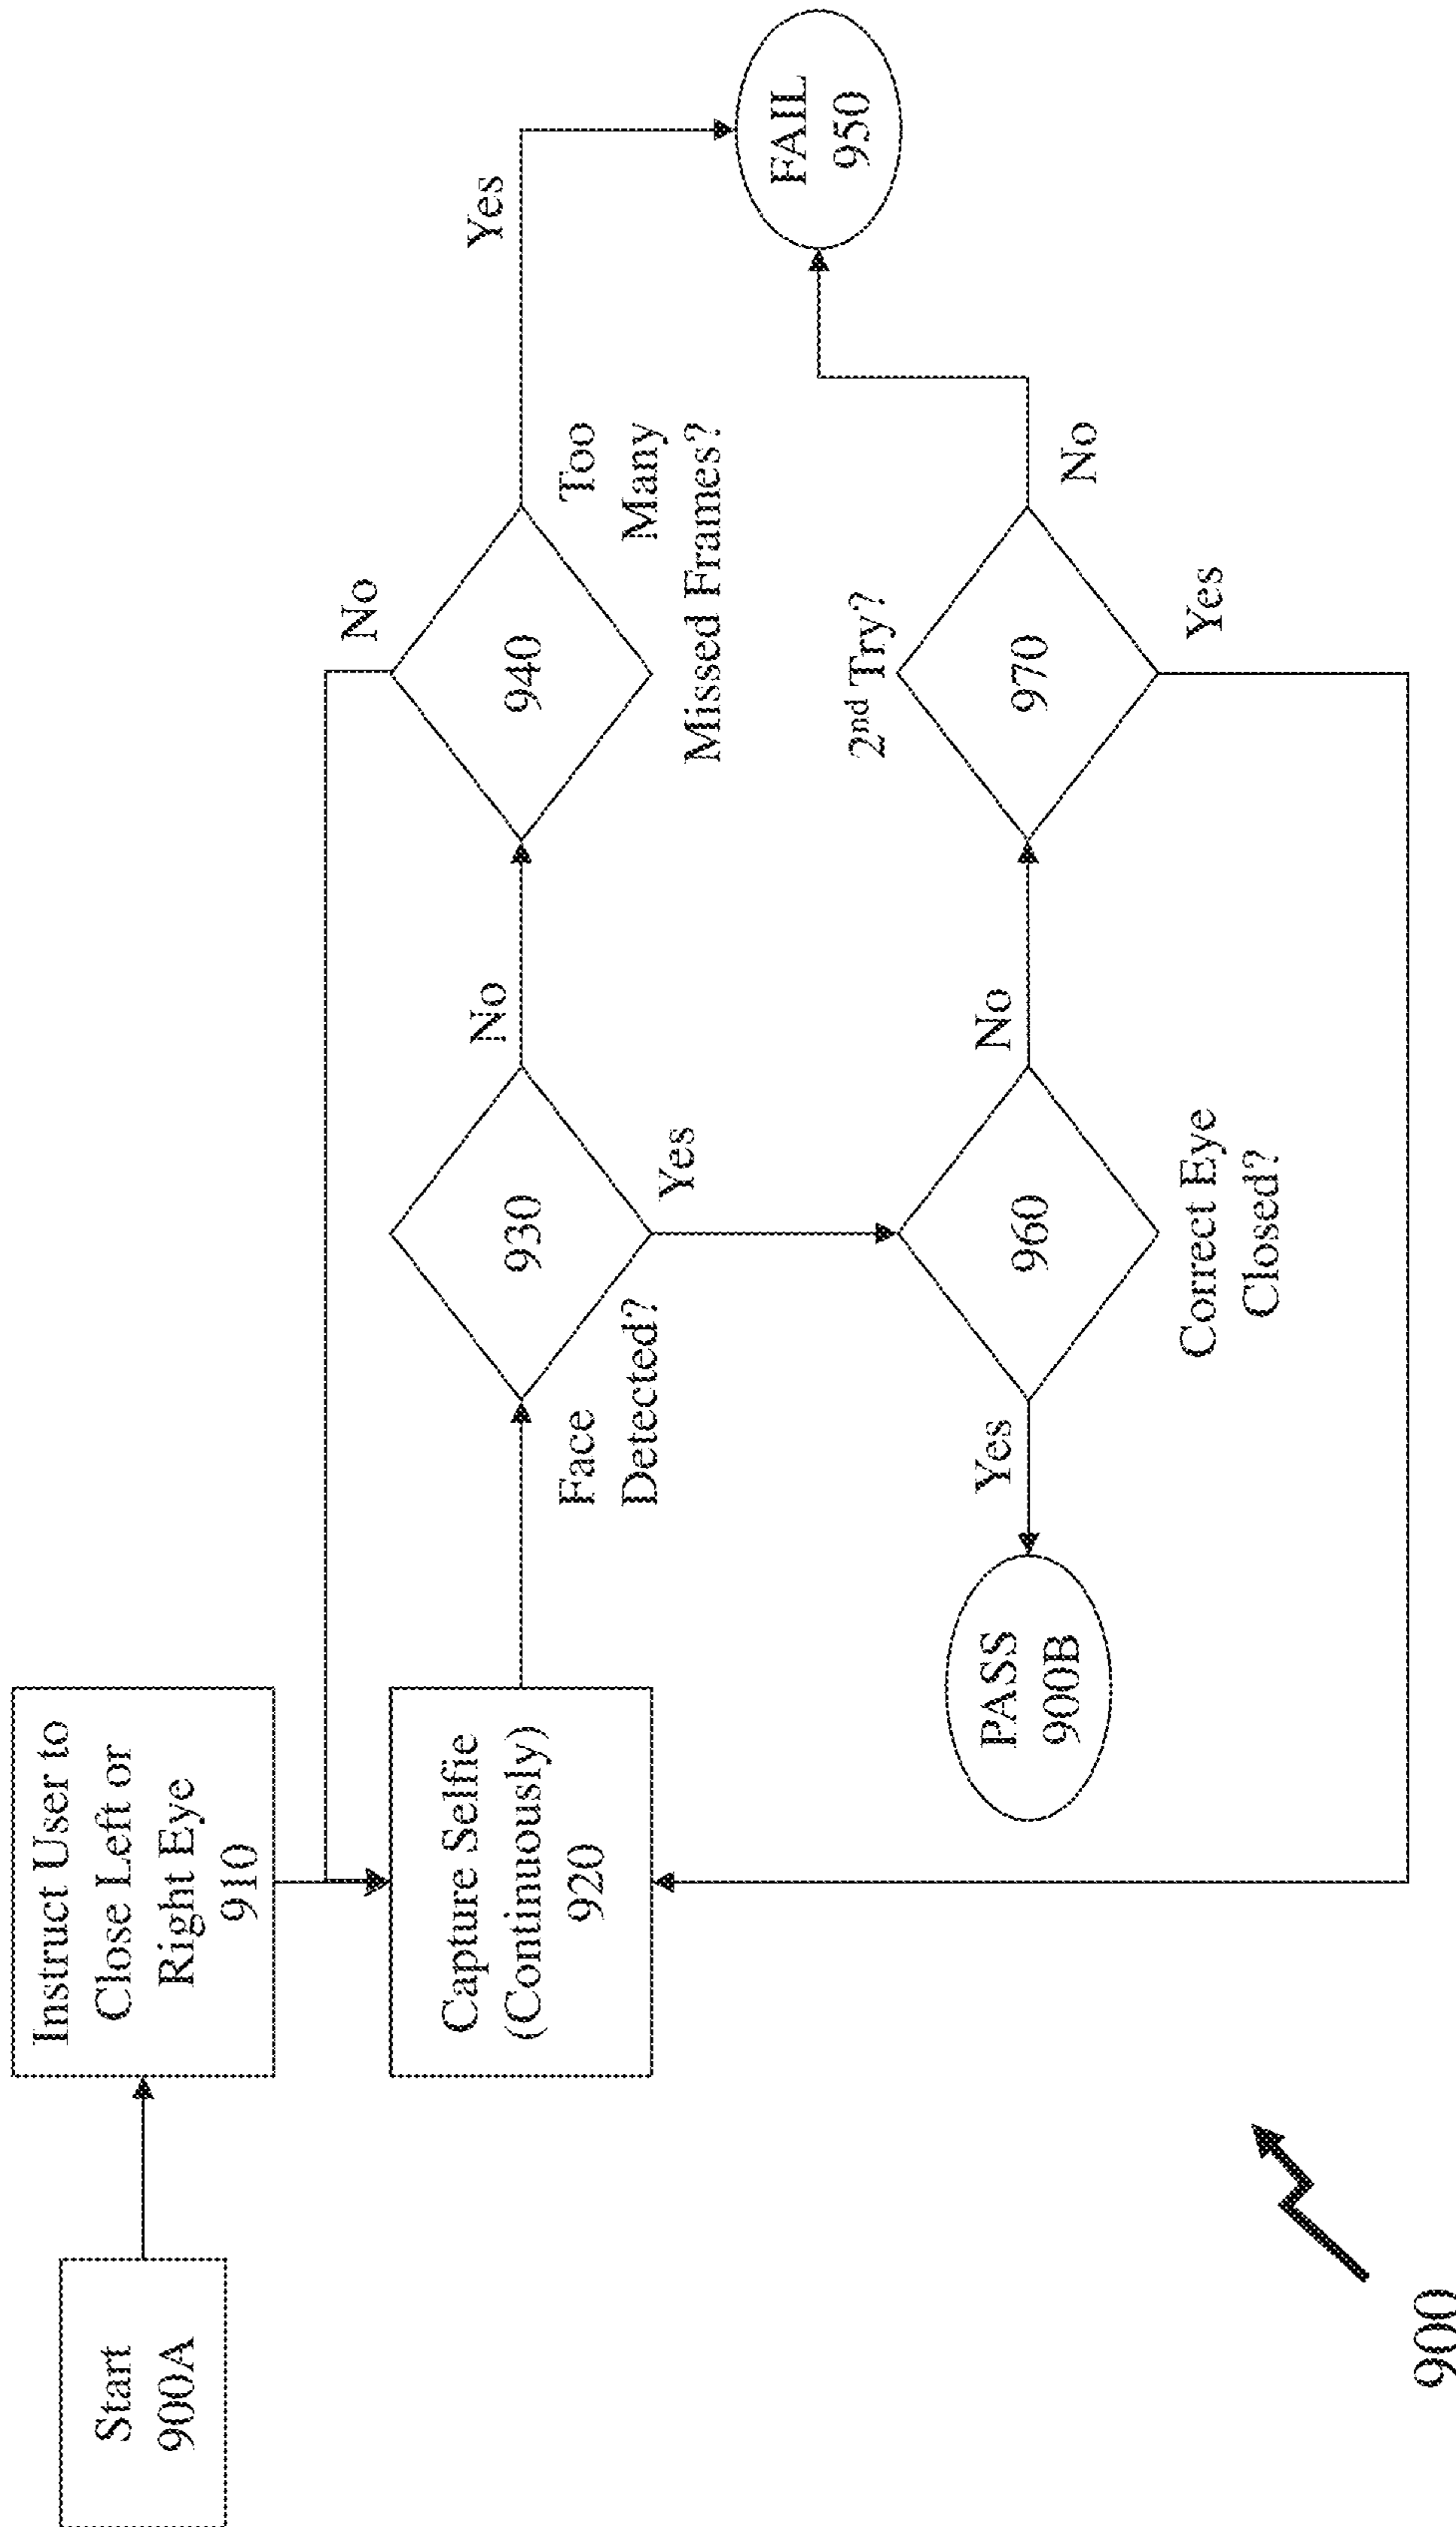 Start
900A
Instruct User to
Close Left or
Right Eye
910
Capture Selfie
(Continuously)
920
Face
Detected?
930
No
Yes
940
No
Too
Many
Missed Frames?
Yes
FAIL
950
960
Correct Eye
Closed?
Yes
PASS
900B
No
2nd Try?
970
No
Yes
900